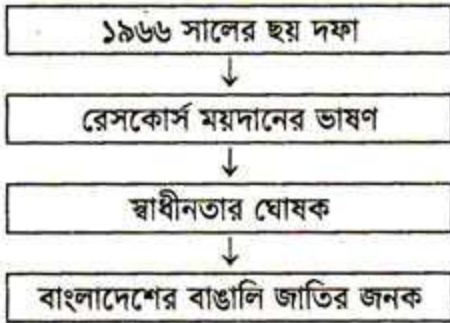 ১৯৬৬ সালের ছয় দফা
রেসকোর্স ময়দানের ভাষণ
স্বাধীনতার ঘোষক
বাংলাদেশের বাঙালি জাতির জনক